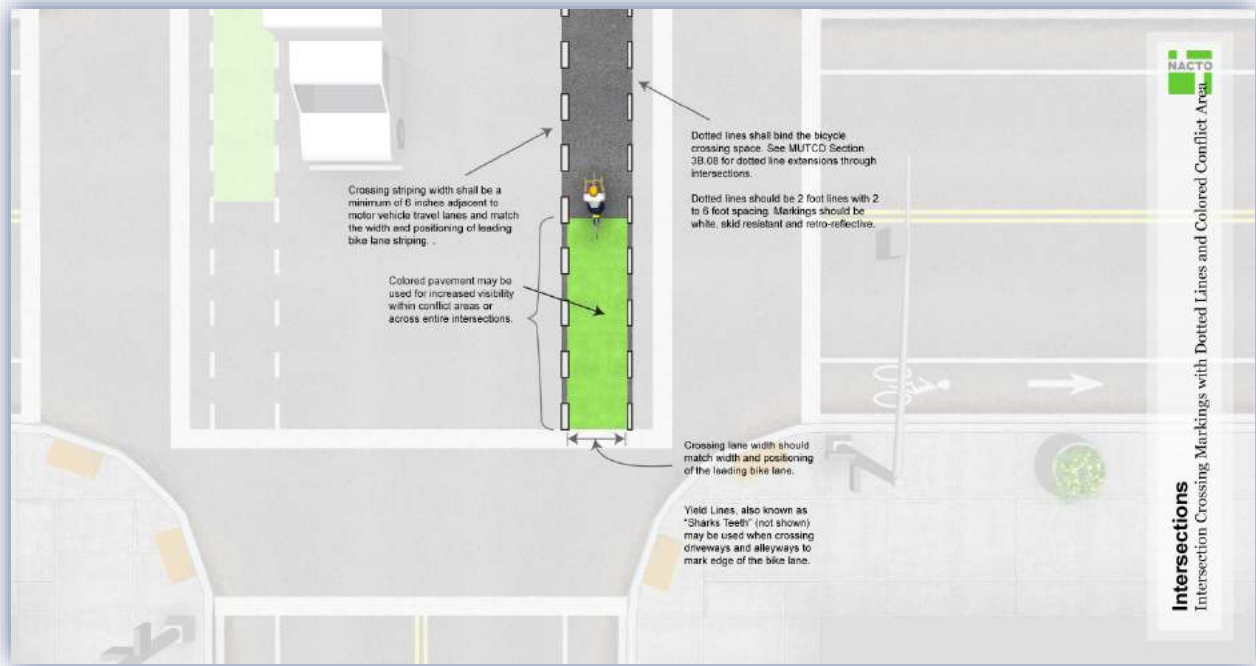 NACTO
Intersections
Intersection Crossing Markings with Dotted Lines and Colored Conflict Area
Crossing striping width shall be a
minimum of 6 inches adjacent to
motor vehicle travel lanes and match
the width and positioning of leading
bike lane striping. .
Colored pavement may be
used for increased visibility
within conflict areas or
across entire intersections.
Dotted lines shall bind the bicycle
crossing space. See MUTCD Section
3B.08 for dotted line extensions through
intersections.
Dotted lines should be 2 foot lines with 2
to 6 foot spacing. Markings should be
white, skid resistant and retro-reflective.
Crossing lane width should
match width and positioning
of the leading bike lane.
Yield Lines, also known as
"Sharks Teeth" (not shown)
may be used when crossing
driveways and alleyways to
mark edge of the bike lane.